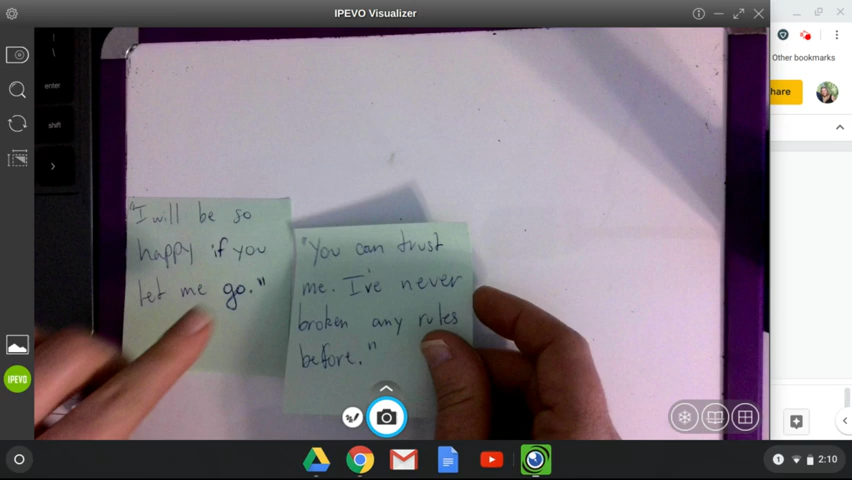 IPEVO Visualizer
Other bookmarks
hare
enter
shift
"I will be so
happy if you
let me go."
"You can trust
me. I've never
broken any rules
before."
IPEVO
1 2:10